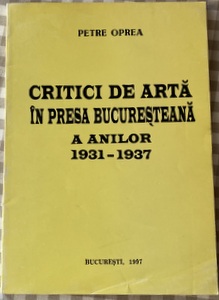 PETRE OPREA
CRITICI DE ARTĂ
ÎN PRESA BUCUREŞTEANĂ
A ANILOR
1931-1937
BUCUREŞTI, 1997